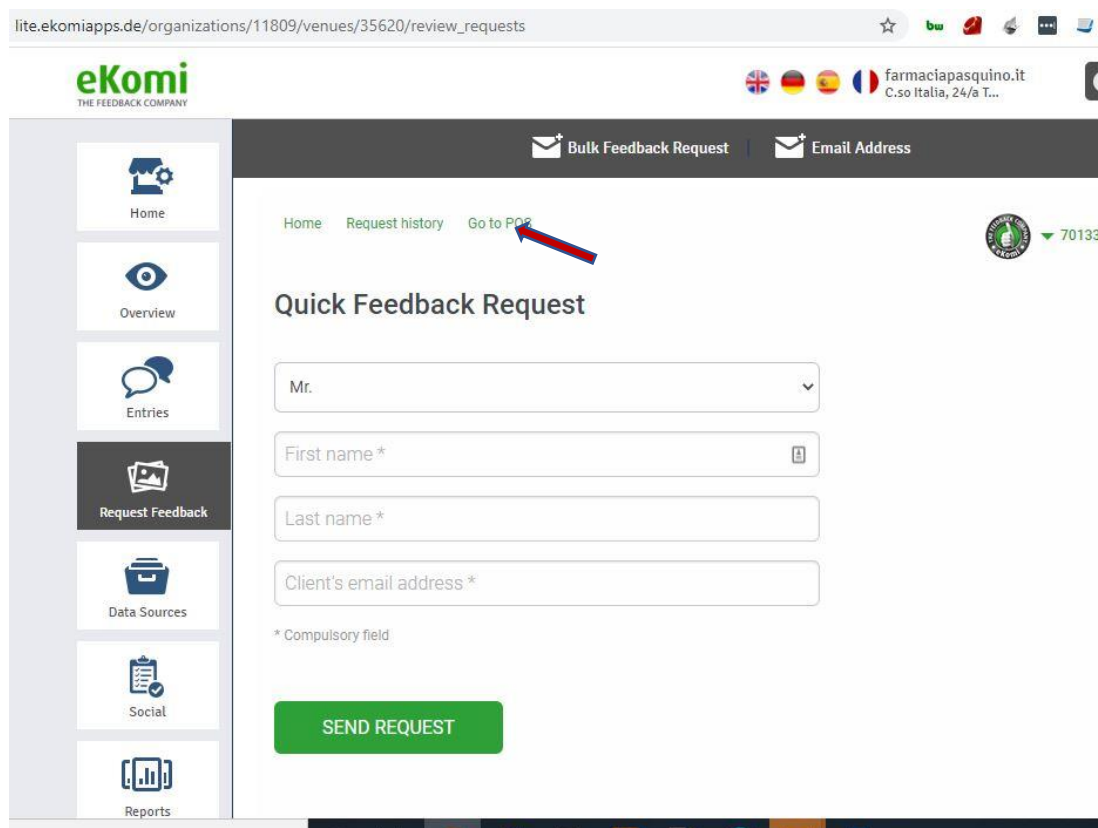 lite.ekomiapps.de/organizations/11809/venues/35620/review_requests
bw
eKomi
THE FEEDBACK COMPANY
farmaciapasquino.it
C.so Italia, 24/a T...
Bulk Feedback Request
Email Address
Home
Overview
Entries
Request Feedback
Data Sources
Social
Reports
Home Request history Go to POS
70133
Quick Feedback Request
Mr.
First name *
Last name *
Client's email address *
* Compulsory field
SEND REQUEST